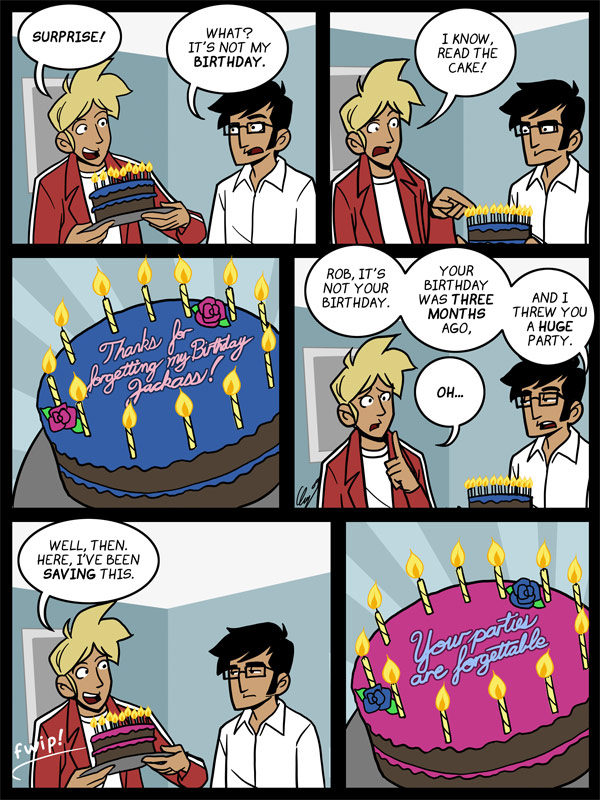 SURPRISE!
WHAT?
IT'S NOT MY
BIRTHDAY.
I KNOW,
READ THE
CAKE!
Thanks for
forgetting my Birthday
Jackass!
ROB, IT'S
NOT YOUR
BIRTHDAY.
YOUR
BIRTHDAY
WAS THREE
MONTHS
AGO,
AND I
THREW YOU
A HUGE
PARTY.
OH...
WELL, THEN.
HERE, I'VE BEEN
SAVING THIS.
fwip!
Your parties
are forgettable